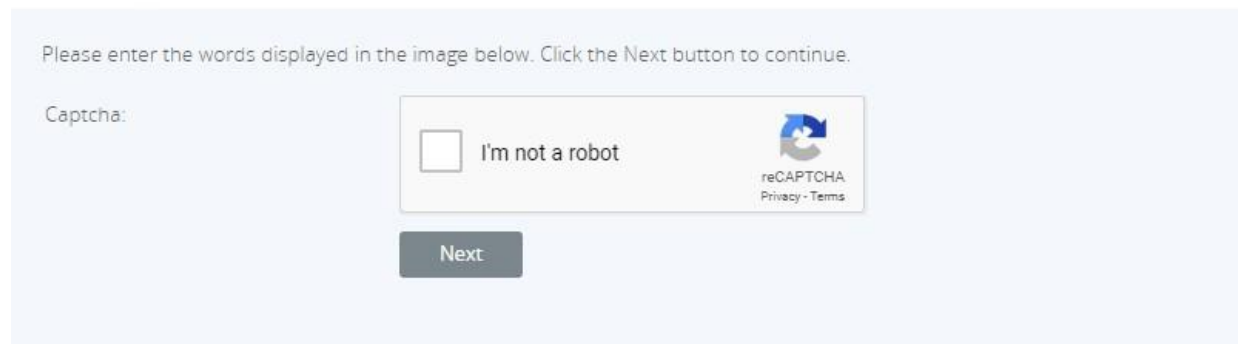 Please enter the words displayed in the image below. Click the Next button to continue.
Captcha:
I'm not a robot
reCAPTCHA
Privacy - Terms
Next